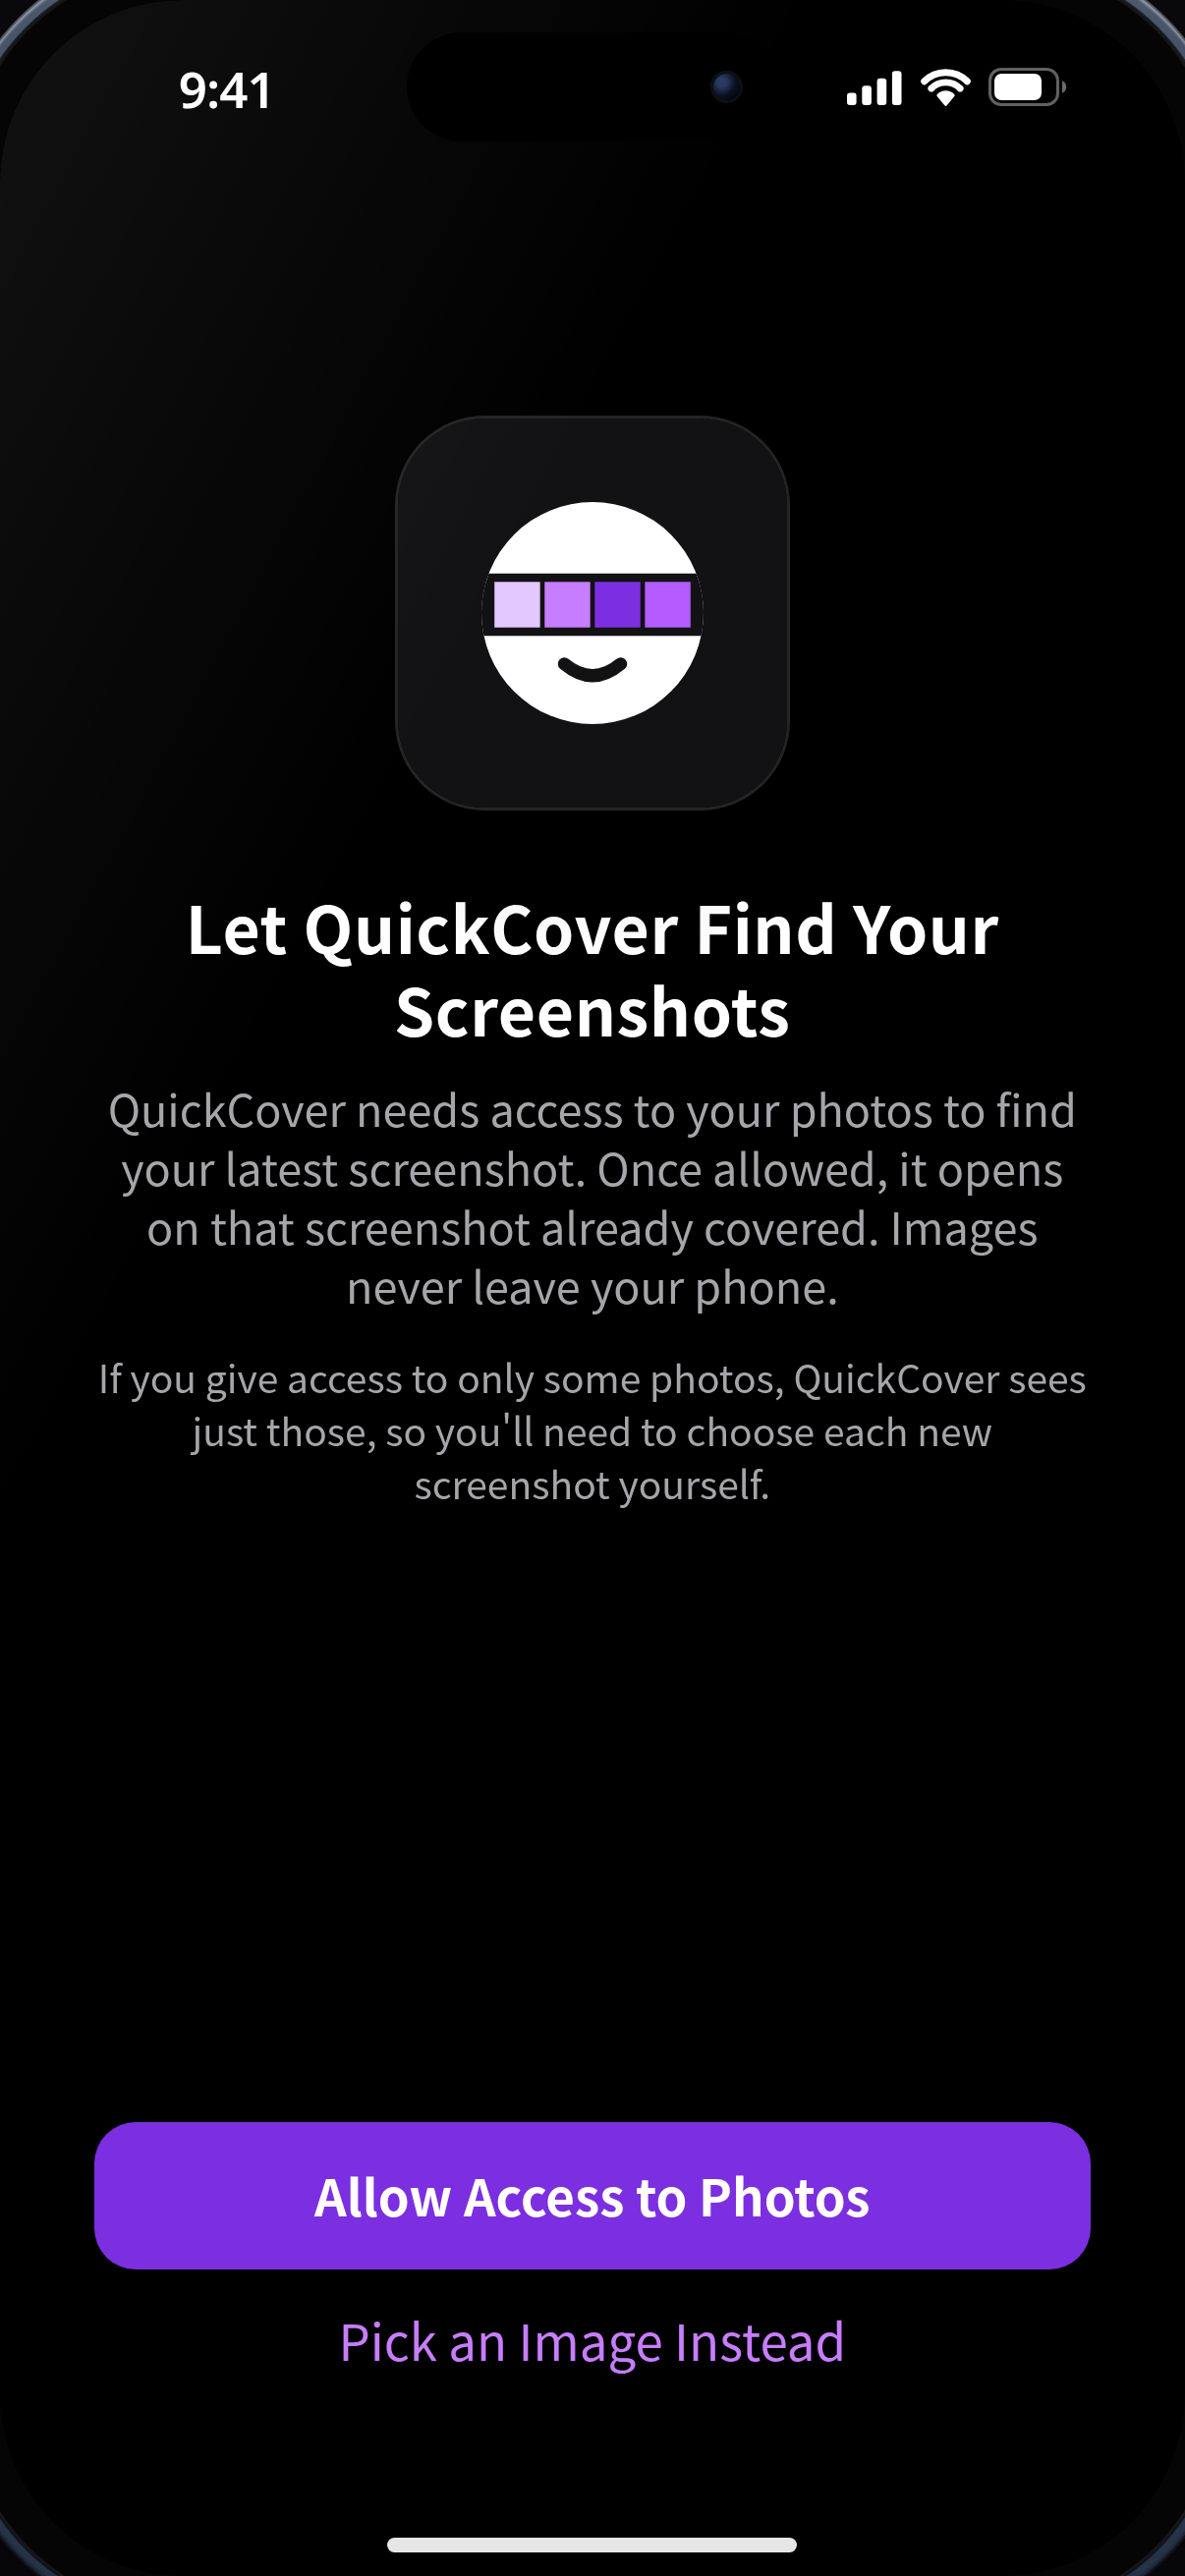 9:41
Let QuickCover Find Your
Screenshots
QuickCover needs access to your photos to find
your latest screenshot. Once allowed, it opens
on that screenshot already covered. Images
never leave your phone.
If you give access to only some photos, QuickCover sees
just those, so you'll need to choose each new
screenshot yourself.
Allow Access to Photos
Pick an Image Instead